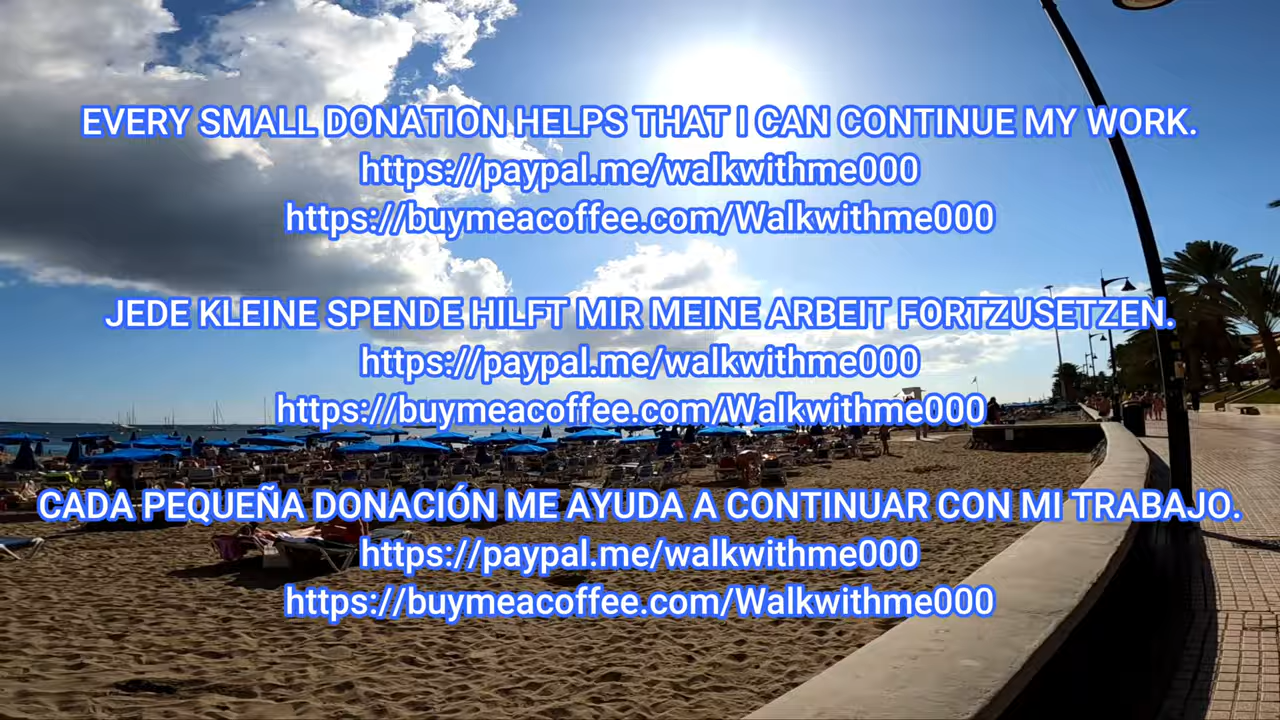 EVERY SMALL DONATION HELPS THAT I CAN CONTINUE MY WORK.
https://paypal.me/walkwithme000
https://buymeacoffee.com/Walkwithme000
JEDE KLEINE SPENDE HILFT MIR MEINE ARBEIT FORTZUSETZEN.
https://paypal.me/walkwithme000
https://buymeacoffee.com/Walkwithme000
CADA PEQUEÑA DONACIÓN ME AYUDA A CONTINUAR CON MI TRABAJO.
https://paypal.me/walkwithme000
https://buymeacoffee.com/Walkwithme000